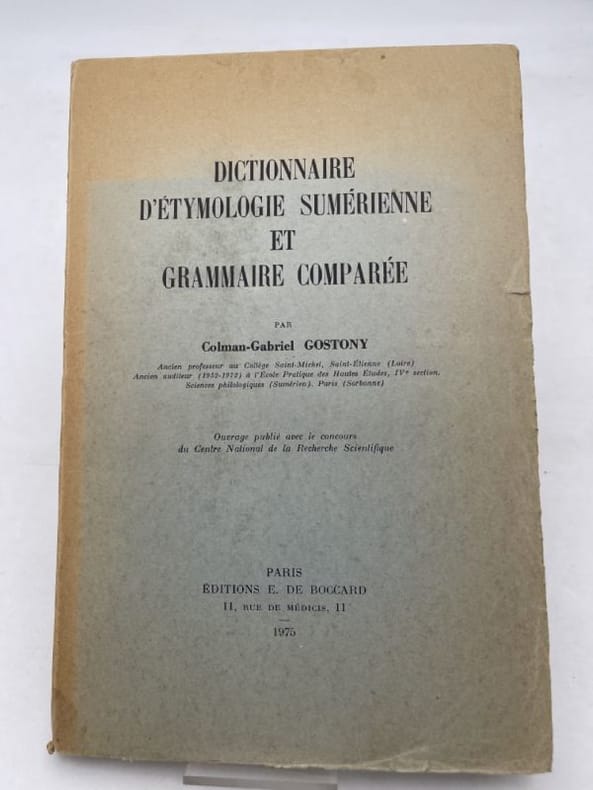 DICTIONNAIRE
D'ÉTYMOLOGIE SUMÉRIENNE
ET
GRAMMAIRE COMPARÉE
PAR
Colman-Gabriel GOSTONY
Ancien professeur au Collège Saint-Michel, Saint-Étienne (Loire)
Ancien auditeur (1952-1972) à l'École Pratique des Hautes Études, IVe section.
Sciences philologiques (Sumérien). Paris (Sorbonne)
Ouvrage publié avec le concours
du Centre National de la Recherche Scientifique
PARIS
ÉDITIONS E. DE BOCCARD
11, RUE DE MÉDICIS, 11
1975